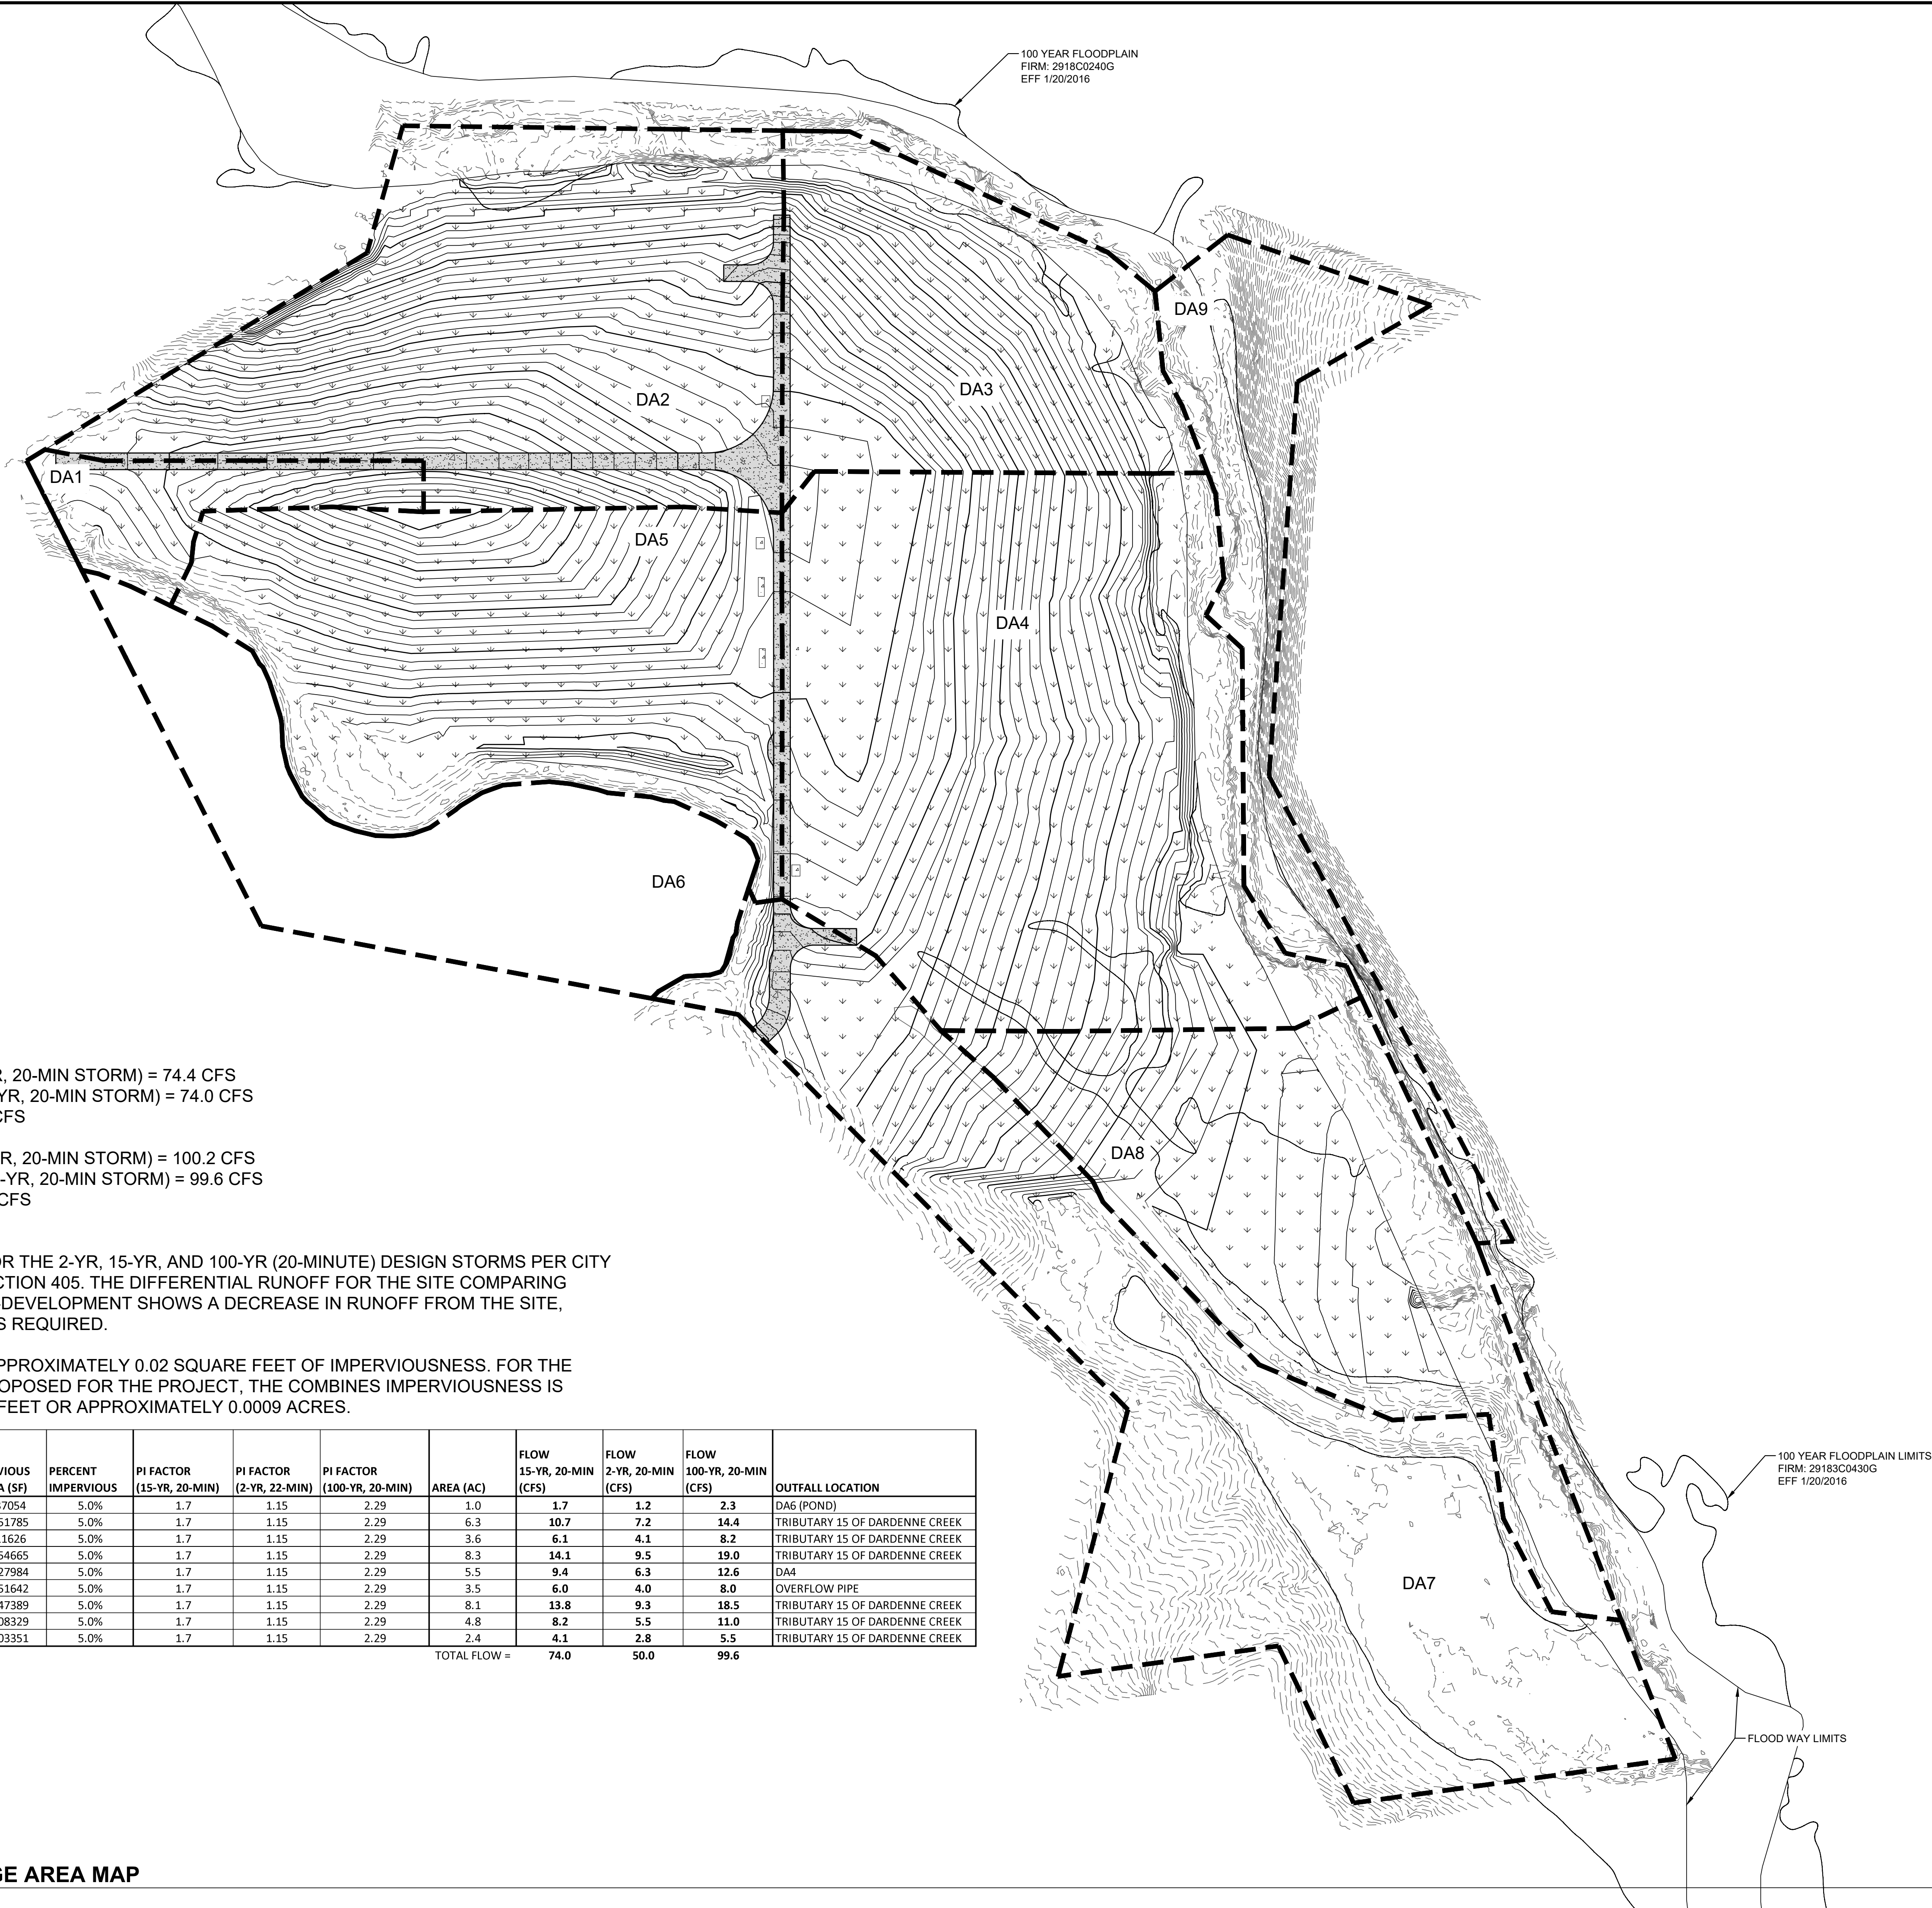 100 YEAR FLOODPLAIN
FIRM: 2918C0240G
EFF 1/20/2016
DA9
DA3
DA2
DA1
DA5
DA4
DA6
DA8
DA7
20-MIN STORM) = 74.4 CFS
YR, 20-MIN STORM) = 74.0 CFS
CFS
R, 20-MIN STORM) = 100.2 CFS
-YR, 20-MIN STORM) = 99.6 CFS
CFS
THE 2-YR, 15-YR, AND 100-YR (20-MINUTE) DESIGN STORMS PER CITY
405. THE DIFFERENTIAL RUNOFF FOR THE SITE COMPARING
-DEVELOPMENT SHOWS A DECREASE IN RUNOFF FROM THE SITE,
REQUIRED.
APPROXIMATELY 0.02 SQUARE FEET OF IMPERVIOUSNESS. FOR THE
FOR THE PROJECT, THE COMBINES IMPERVIOUSNESS IS
FEET OR APPROXIMATELY 0.0009 ACRES.
VIOUS (SF) PERCENT IMPERVIOUS PI FACTOR (15-YR, 20-MIN) PI FACTOR (2-YR, 22-MIN) PI FACTOR (100-YR, 20-MIN) AREA (AC) FLOW 15-YR, 20-MIN (CFS) FLOW 2-YR, 20-MIN (CFS) FLOW 100-YR, 20-MIN (CFS) OUTFALL LOCATION
7054 5.0% 1.7 1.15 2.29 1.0 1.7 1.2 2.3 DA6 (POND)
51785 5.0% 1.7 1.15 2.29 6.3 10.7 7.2 14.4 TRIBUTARY 15 OF DARDENNE CREEK
1626 5.0% 1.7 1.15 2.29 3.6 6.1 4.1 8.2 TRIBUTARY 15 OF DARDENNE CREEK
54665 5.0% 1.7 1.15 2.29 8.3 14.1 9.5 19.0 TRIBUTARY 15 OF DARDENNE CREEK
27984 5.0% 1.7 1.15 2.29 5.5 9.4 6.3 12.6 DA4
51642 5.0% 1.7 1.15 2.29 3.5 6.0 4.0 8.0 OVERFLOW PIPE
47389 5.0% 1.7 1.15 2.29 8.1 13.8 9.3 18.5 TRIBUTARY 15 OF DARDENNE CREEK
08329 5.0% 1.7 1.15 2.29 4.8 8.2 5.5 11.0 TRIBUTARY 15 OF DARDENNE CREEK
03351 5.0% 1.7 1.15 2.29 2.4 4.1 2.8 5.5 TRIBUTARY 15 OF DARDENNE CREEK
TOTAL FLOW = 74.0 50.0 99.6
100 YEAR FLOODPLAIN LIMITS
FIRM: 29183C0430G
EFF 1/20/2016
FLOOD WAY LIMITS
GE AREA MAP